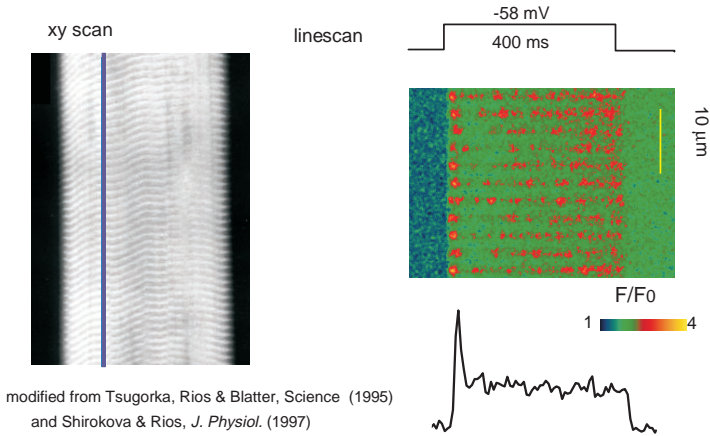 xy scan
linescan
-58 mV
400 ms
10 µm
F/F0
1
4
modified from Tsugorka, Rios & Blatter, Science (1995)
and Shirokova & Rios, J. Physiol. (1997)